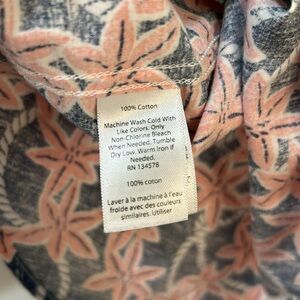 100% Cotton
Machine Wash Cold With
Like Colors. Only
Non-Chlorine Bleach
When Needed. Tumble
Dry Low. Warm Iron If
Needed.
RN 134578
100% coton
Laver à la machine à l'eau
froide avec des couleurs
similaires. Utiliser